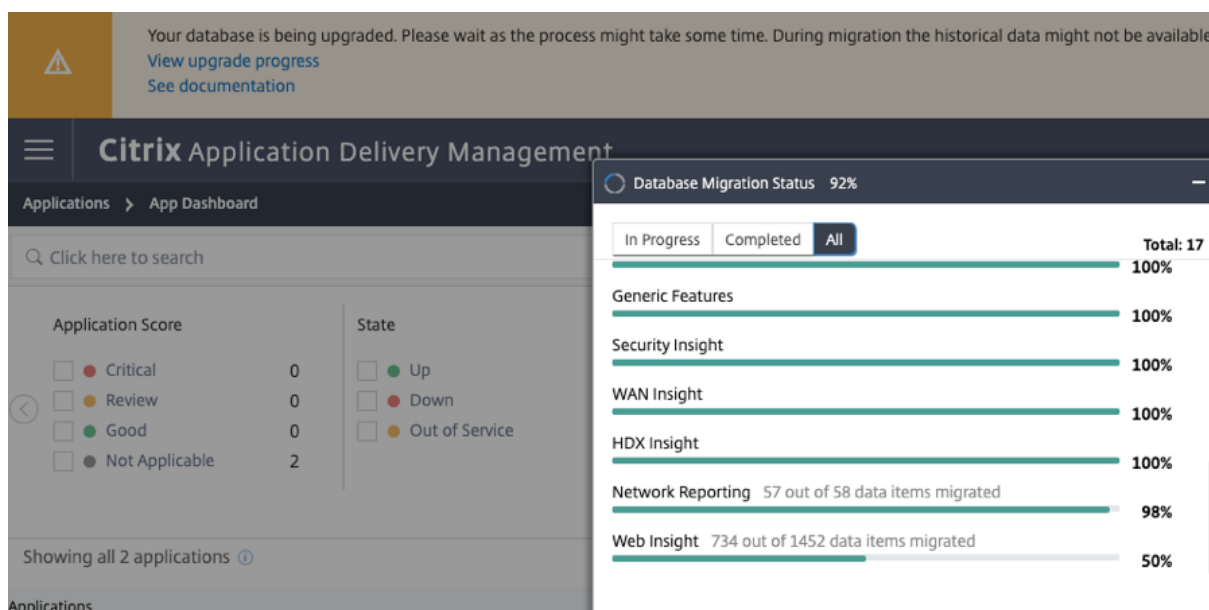 Your database is being upgraded. Please wait as the process might take some time. During migration the historical data might not be available
View upgrade progress
See documentation
Citrix Application Delivery Management
Applications > App Dashboard
Click here to search
Application Score
Critical 0
Review 0
Good 0
Not Applicable 2
State
Up
Down
Out of Service
Showing all 2 applications
Applications
Database Migration Status 92%
In Progress Completed All Total: 17
100%
Generic Features
100%
Security Insight
100%
WAN Insight
100%
HDX Insight
100%
Network Reporting 57 out of 58 data items migrated
98%
Web Insight 734 out of 1452 data items migrated
50%